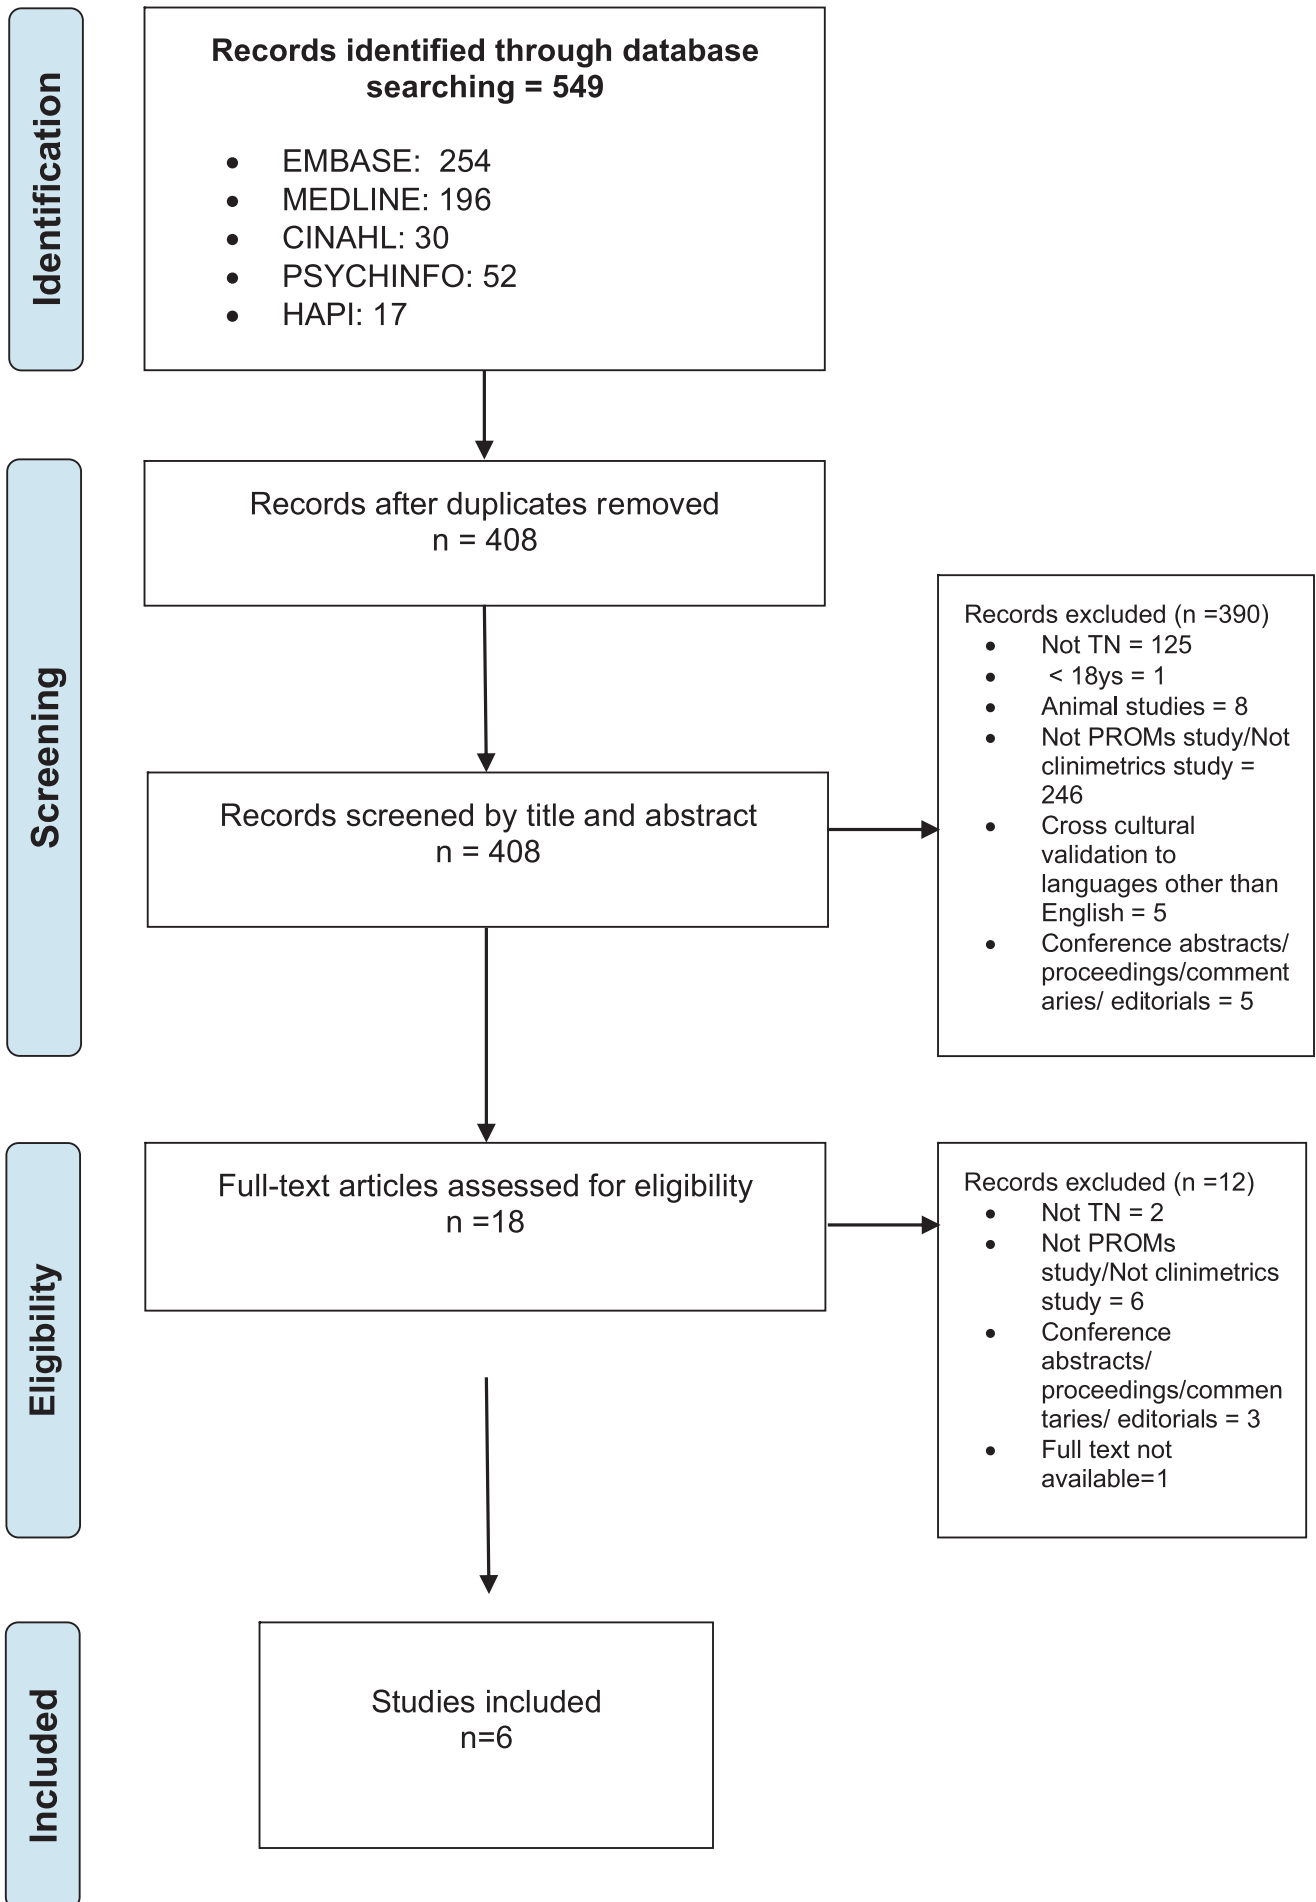 Identification
Records identified through database
searching = 549
• EMBASE: 254
• MEDLINE: 196
• CINAHL: 30
• PSYCHINFO: 52
• HAPI: 17
Screening
Records after duplicates removed
n = 408
Records screened by title and abstract
n = 408
Records excluded (n =390)
• Not TN = 125
• < 18ys = 1
• Animal studies = 8
• Not PROMs study/Not
clinimetrics study =
246
• Cross cultural
validation to
languages other than
English = 5
• Conference abstracts/
proceedings/comment
aries/ editorials = 5
Eligibility
Full-text articles assessed for eligibility
n =18
Records excluded (n =12)
• Not TN = 2
• Not PROMs
study/Not clinimetrics
study = 6
• Conference
abstracts/
proceedings/commen
taries/ editorials = 3
• Full text not
available=1
Included
Studies included
n=6